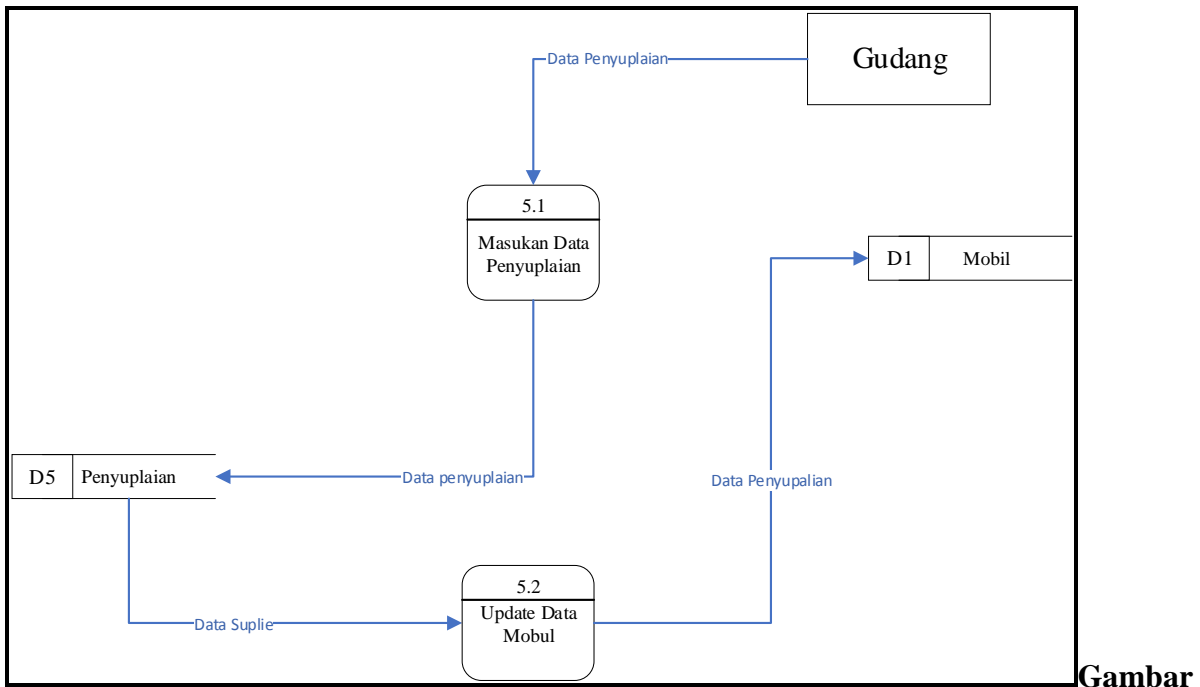 Gudang
Data Penyuplaian
5.1
Masukan Data
Penyuplaian
D1 Mobil
D5 Penyuplaian
Data penyuplaian
Data Penyupalian
5.2
Update Data
Mobul
Data Suplie
Gambar